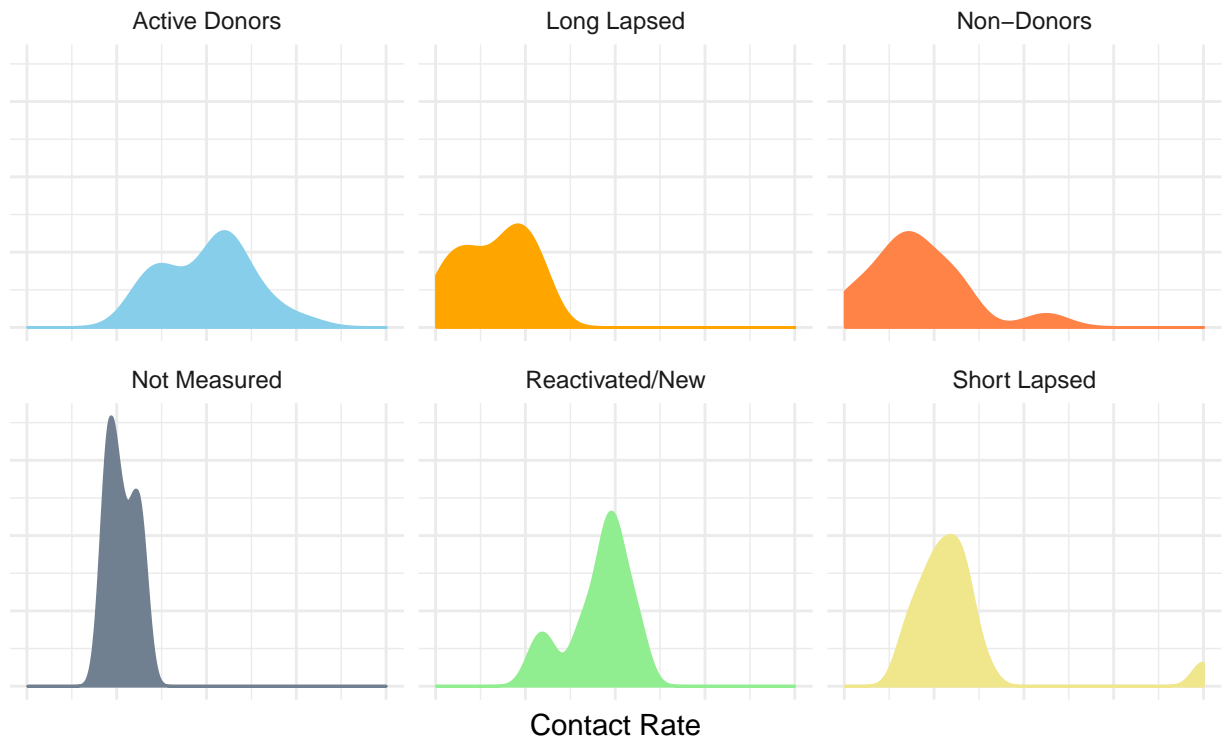 Active Donors
Long Lapsed
Non−Donors
Not Measured
Reactivated/New
Short Lapsed
Contact Rate